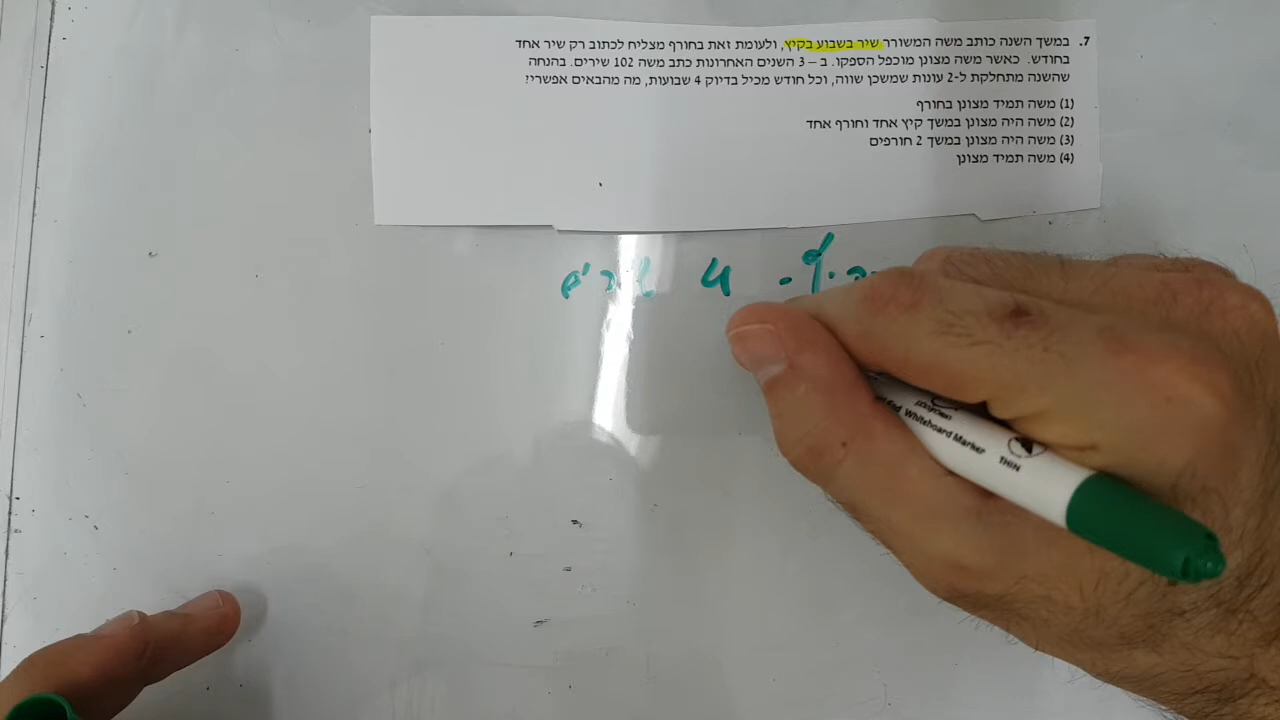 7. במשך השנה כותב משה המשורר שיר בשבוע בקיץ, ולעומת זאת בחורף מצליח לכתוב רק שיר אחד
בחודש. כאשר משה מצונן מוכפל הספקו. ב – 3 השנים האחרונות כתב משה 102 שירים. בהנחה
שהשנה מתחלקת ל-2 עונות שמשכן שווה, וכל חודש מכיל בדיוק 4 שבועות, מה מהבאים אפשרי?
(1) משה תמיד מצונן בחורף
(2) משה היה מצונן במשך קיץ אחד וחורף אחד
(3) משה היה מצונן במשך 2 חורפים
(4) משה תמיד מצונן
- 4 שירים
Whiteboard Marker
THIN